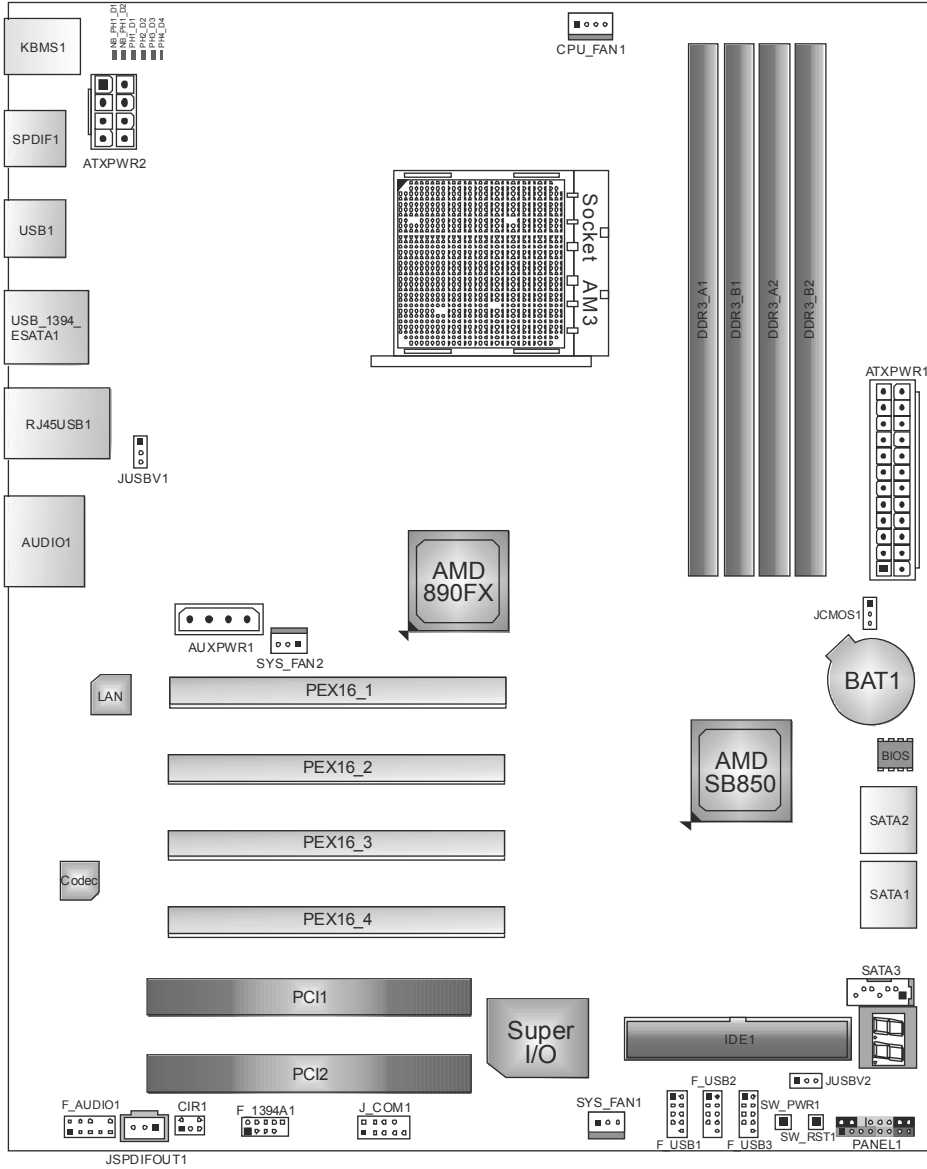 NB_PH1_D1
NB_PH1_D2
PH1_D1
PH2_D2
PH3_D3
PH4_D4
KBMS1
CPU_FAN1
SPDIF1
ATXPWR2
USB1
Socket AM3
DDR3_A1
DDR3_B1
DDR3_A2
DDR3_B2
USB_1394_
ESATA1
ATXPWR1
RJ45USB1
JUSBV1
AUDIO1
AMD
890FX
JCMOS1
AUXPWR1
SYS_FAN2
BAT1
LAN
PEX16_1
AMD
SB850
BIOS
PEX16_2
SATA2
PEX16_3
Codec
SATA1
PEX16_4
SATA3
PCI1
Super
I/O
IDE1
PCI2
JUSBV2
F_USB2
F_AUDIO1
CIR1
F_1394A1
J_COM1
SYS_FAN1
SW_PWR1
SW_RST1
F_USB1
F_USB3
PANEL1
JSPDIFOUT1